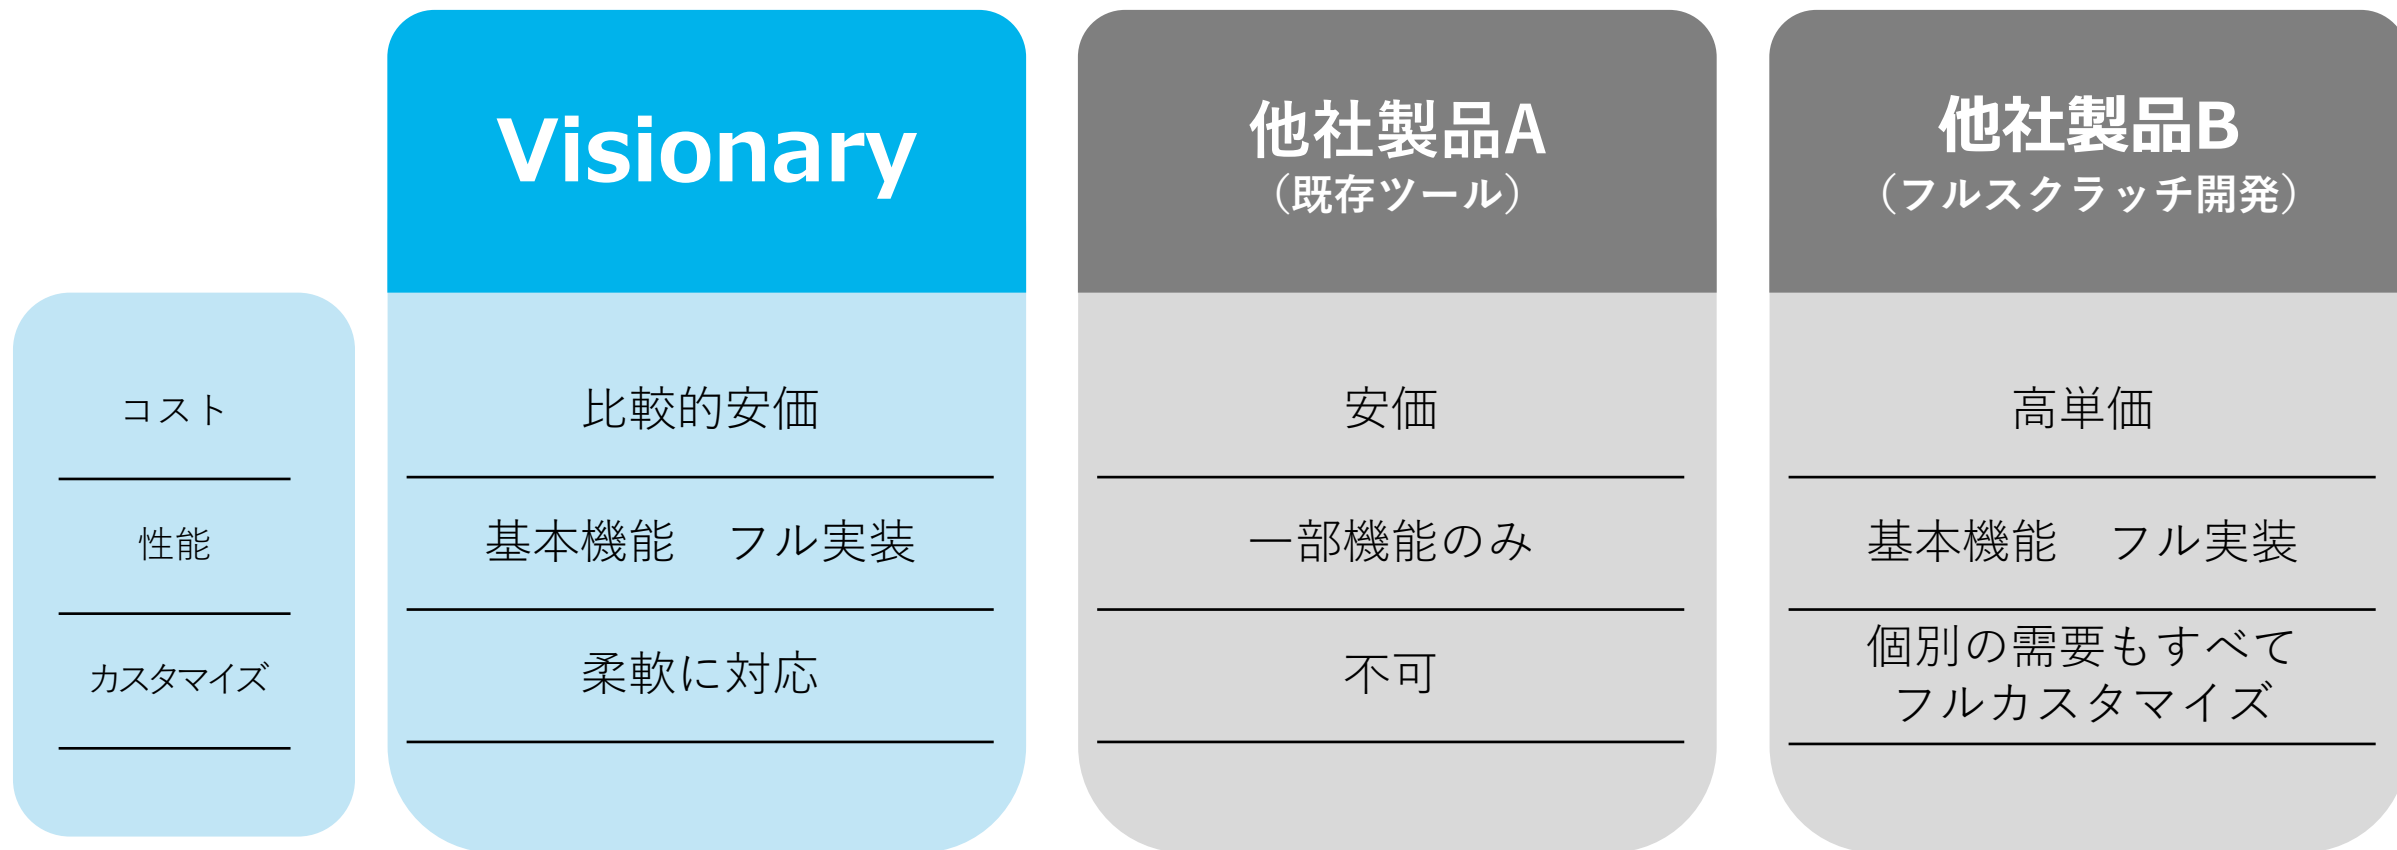 Visionary
他社製品A
（既存ツール）
他社製品B
（フルスクラッチ開発）
コスト
比較的安価
安価
高単価
性能
基本機能　フル実装
一部機能のみ
基本機能　フル実装
カスタマイズ
柔軟に対応
不可
個別の需要もすべて
フルカスタマイズ